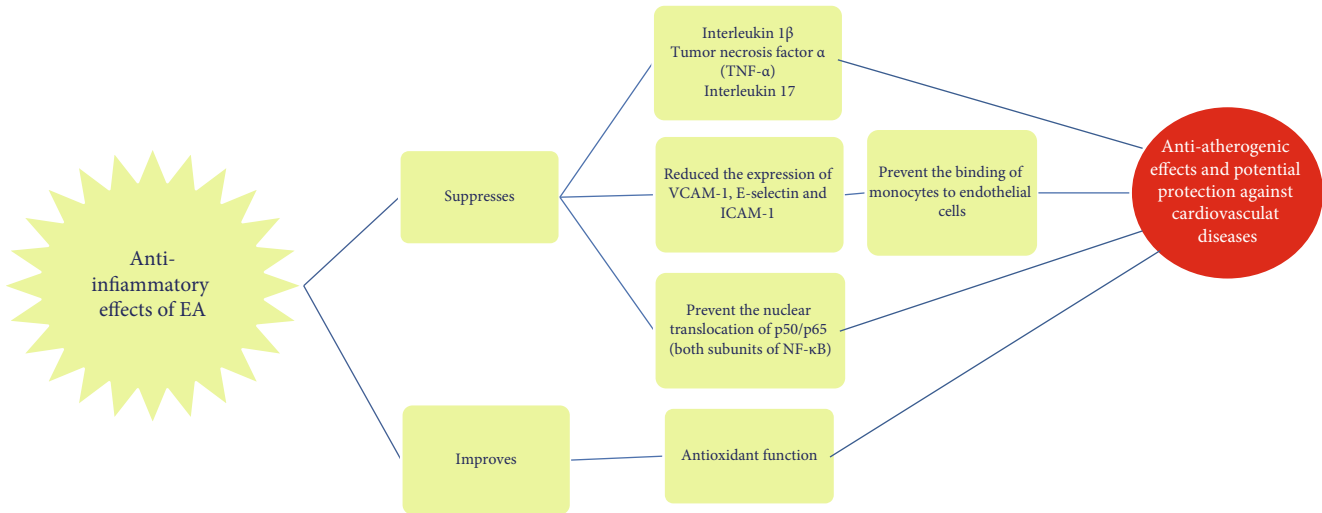 Anti-
infiammatory
effects of EA
Suppresses
Improves
Interleukin 1β
Tumor necrosis factor α
(TNF-α)
Interleukin 17
Reduced the expression of
VCAM-1, E-selectin and
ICAM-1
Prevent the binding of
monocytes to endothelial
cells
Prevent the nuclear
translocation of p50/p65
(both subunits of NF-κB)
Antioxidant function
Anti-atherogenic
effects and potential
protection against
cardiovasculat
diseases